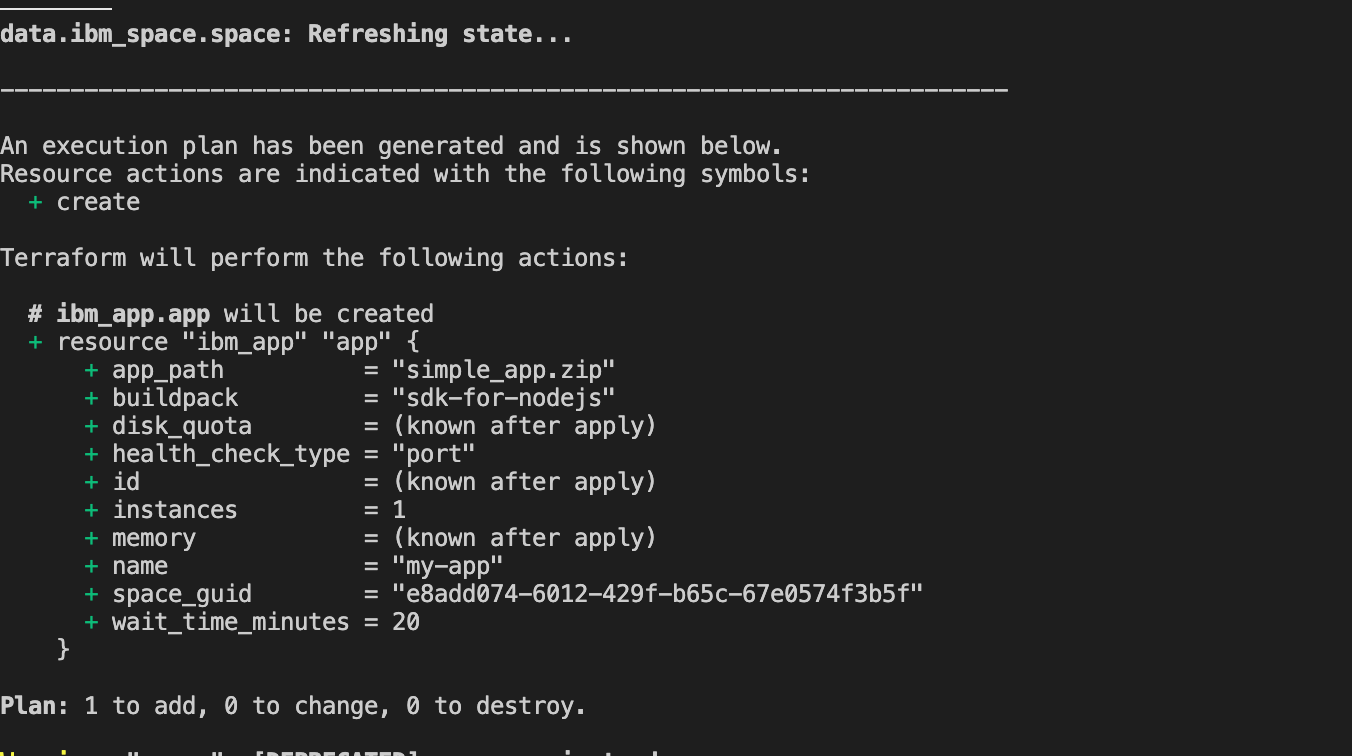 data.ibm_space.space: Refreshing state...
------------------------------------------------------------------------
An execution plan has been generated and is shown below.
Resource actions are indicated with the following symbols:
  + create
Terraform will perform the following actions:
  # ibm_app.app will be created
  + resource "ibm_app" "app" {
      + app_path          = "simple_app.zip"
      + buildpack         = "sdk-for-nodejs"
      + disk_quota        = (known after apply)
      + health_check_type = "port"
      + id                = (known after apply)
      + instances         = 1
      + memory            = (known after apply)
      + name              = "my-app"
      + space_guid        = "e8add074-6012-429f-b65c-67e0574f3b5f"
      + wait_time_minutes = 20
    }
Plan: 1 to add, 0 to change, 0 to destroy.